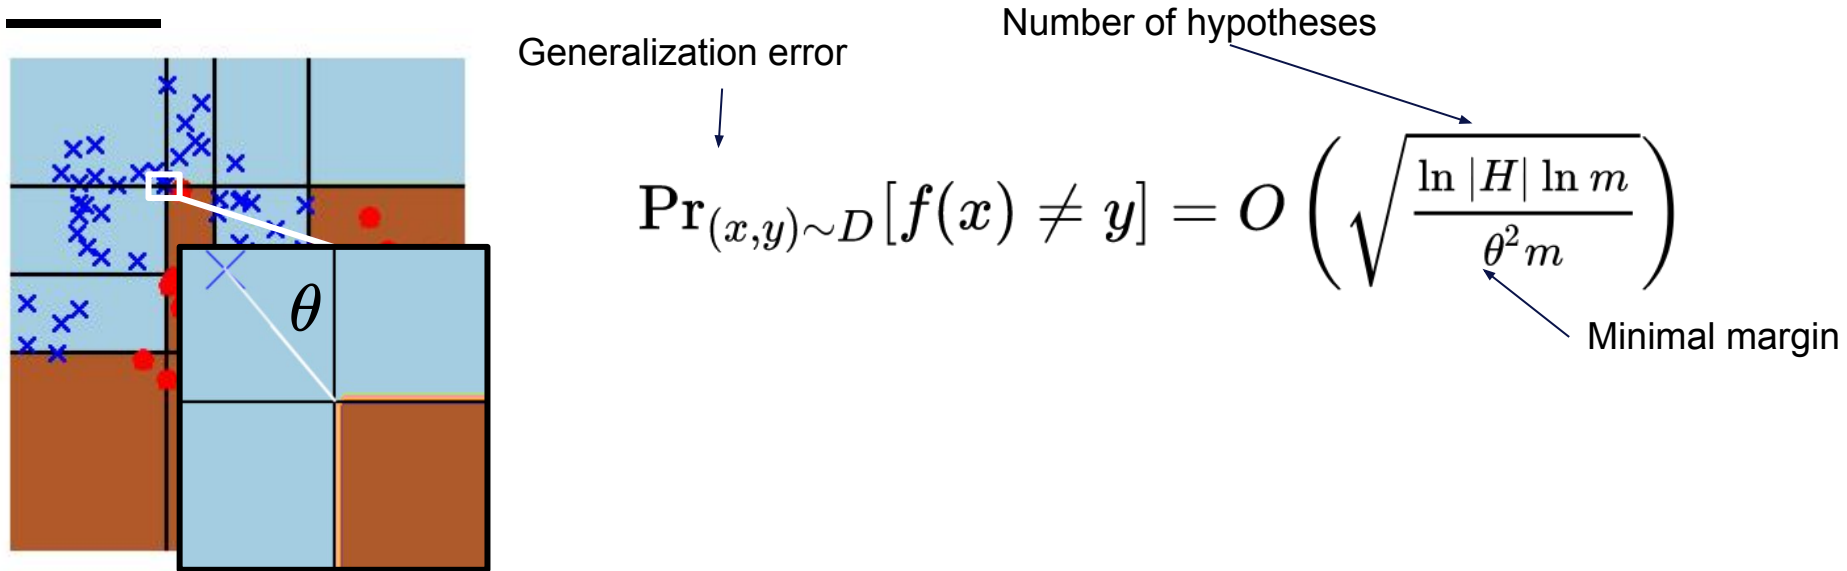 Number of hypotheses
Generalization error
Pr_{(x,y)∼D}[f(x) ≠ y] = O(√(ln |H| ln m / θ²m))
θ
Minimal margin